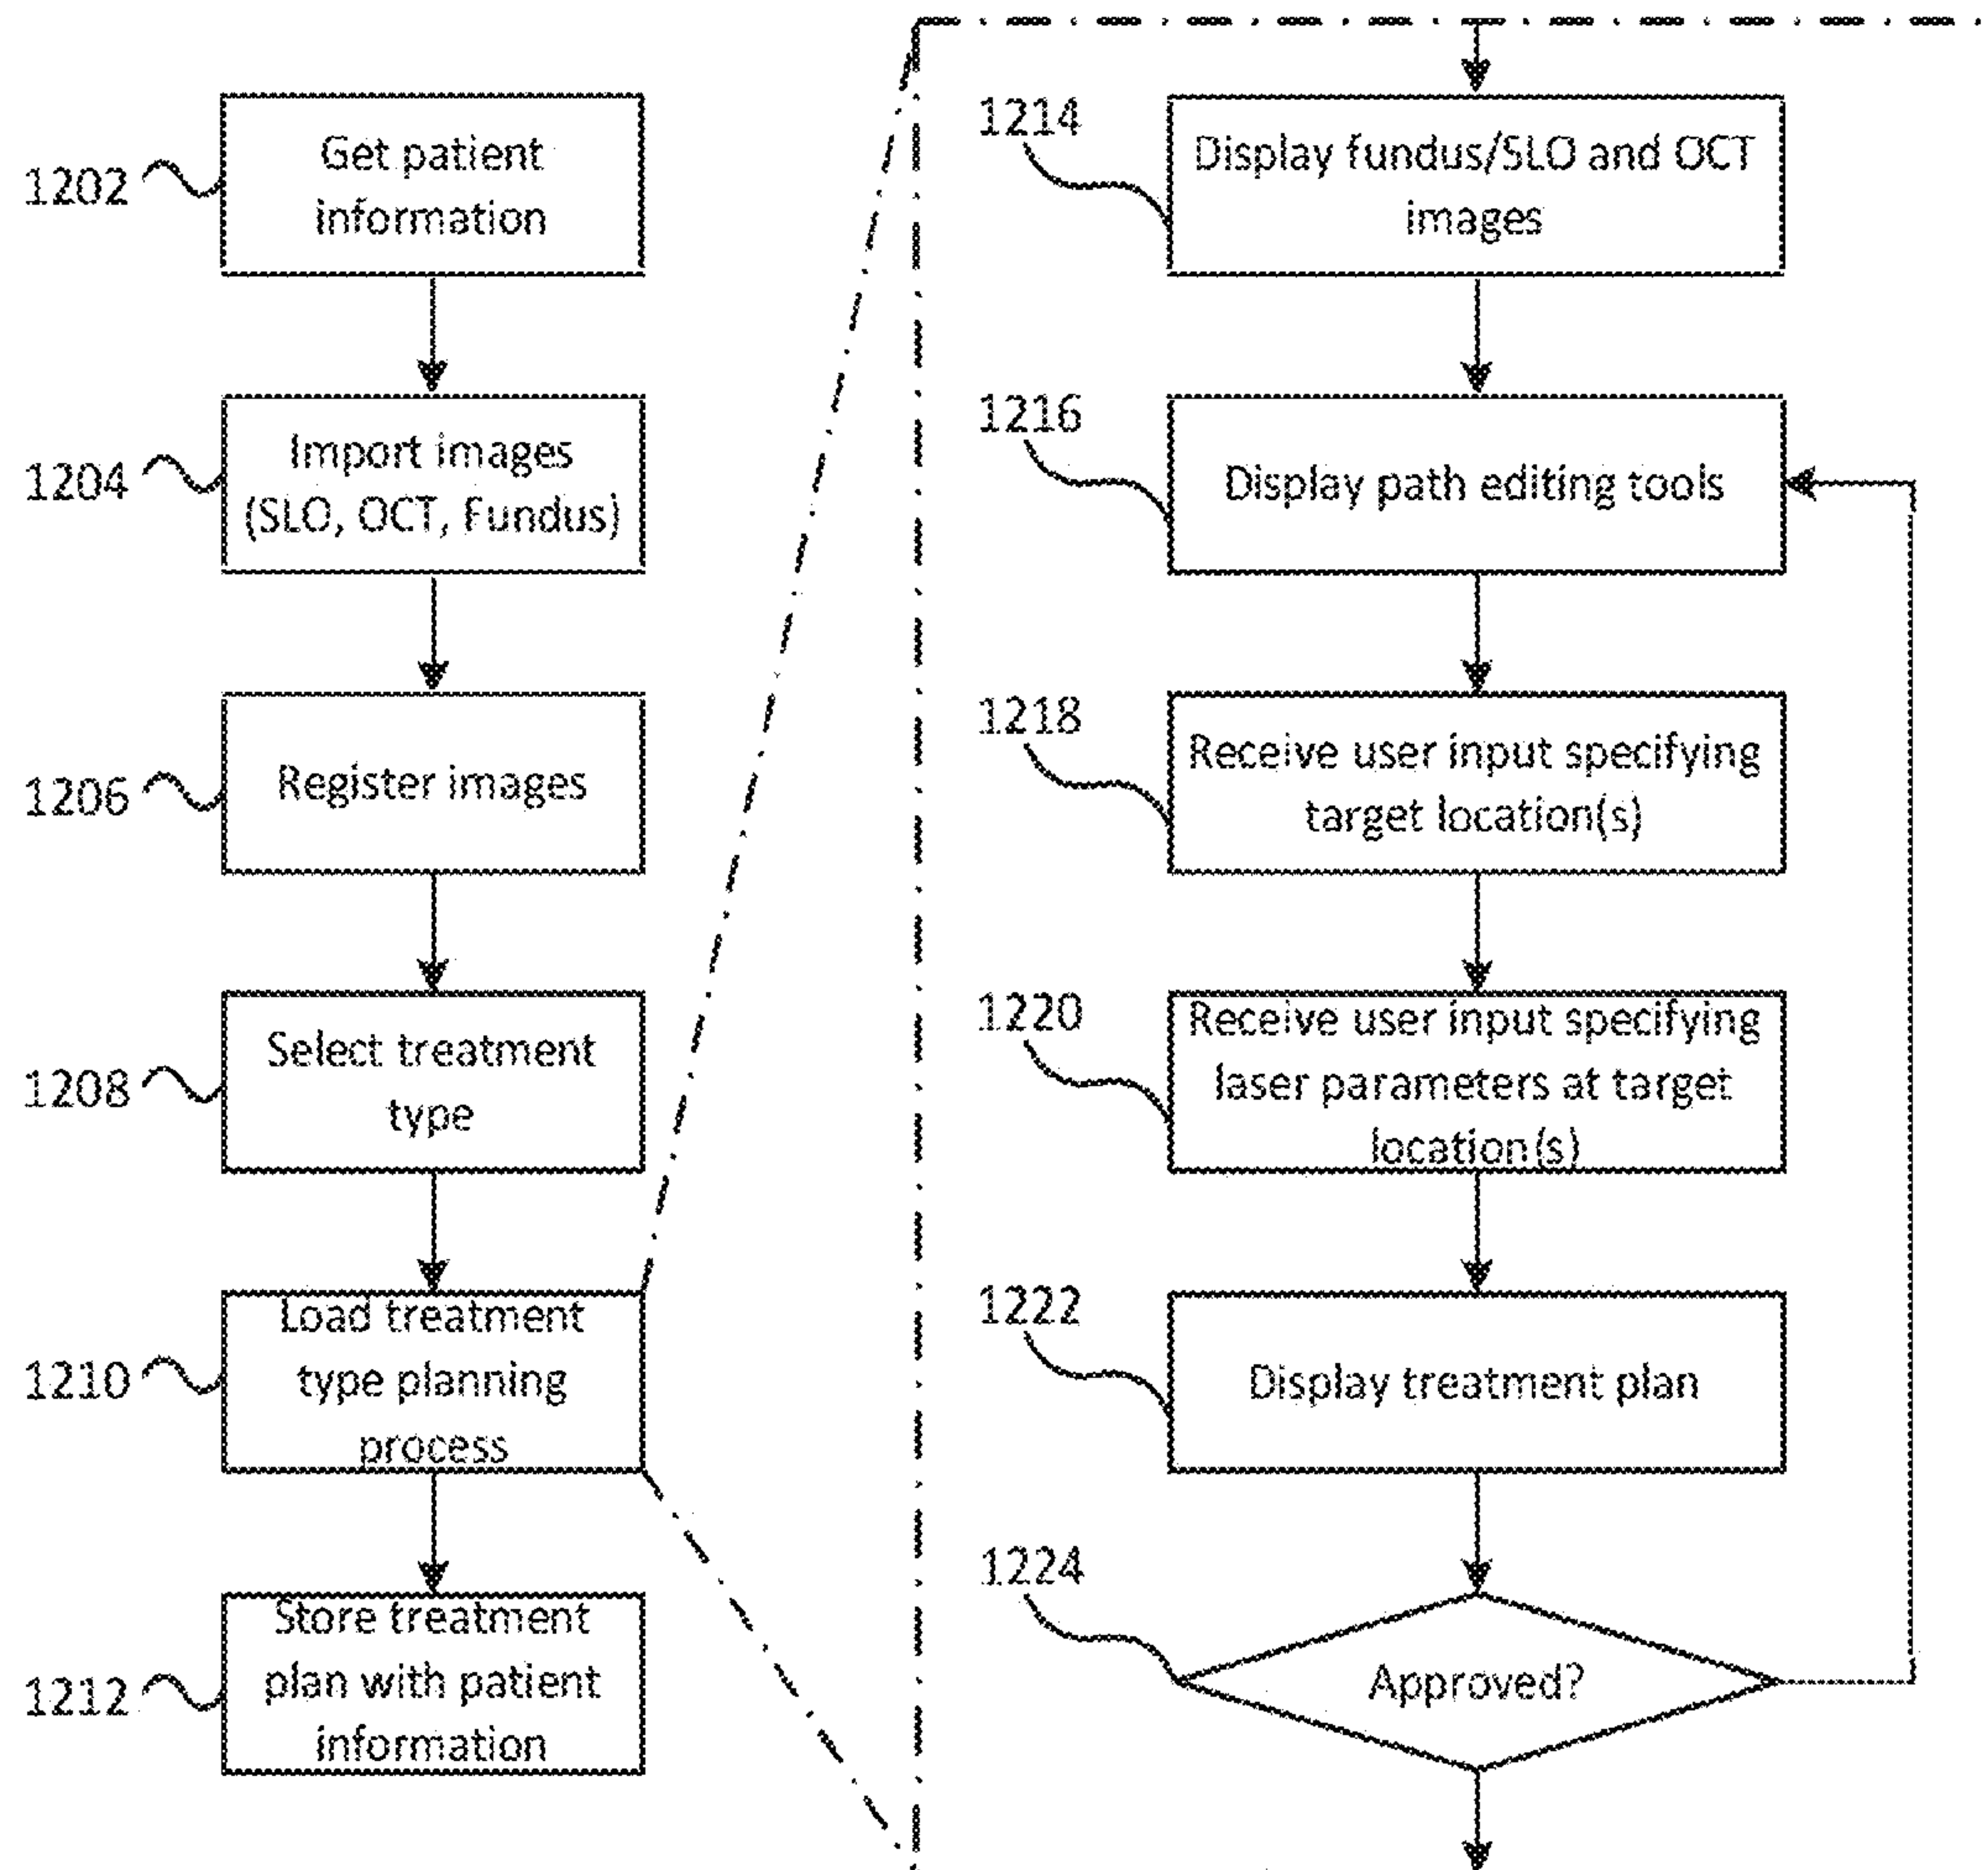 1202
Get patient
information
1204
Import images
(SLO, OCT, Fundus)
1206
Register images
1208
Select treatment
type
1210
Load treatment
type planning
process
1212
Store treatment
plan with patient
information
1214
Display fundus/SLO and OCT
images
1216
Display path editing tools
1218
Receive user input specifying
target location(s)
1220
Receive user input specifying
laser parameters at target
location(s)
1222
Display treatment plan
1224
Approved?